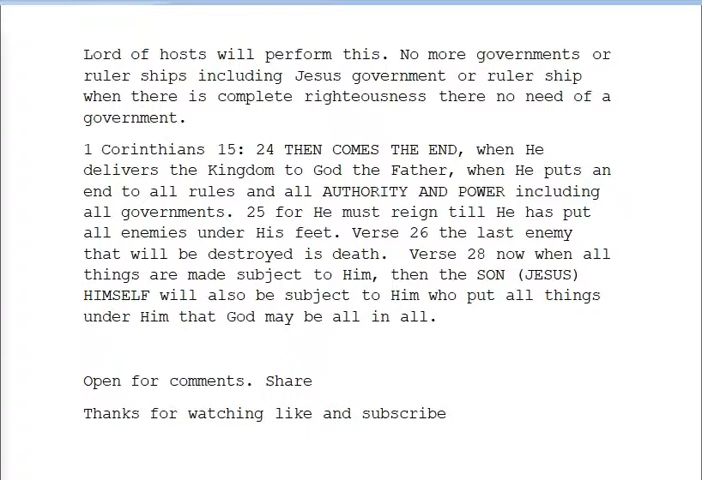 Lord of hosts will perform this. No more governments or
ruler ships including Jesus government or ruler ship
when there is complete righteousness there no need of a
government.
1 Corinthians 15: 24 THEN COMES THE END, when He
delivers the Kingdom to God the Father, when He puts an
end to all rules and all AUTHORITY AND POWER including
all governments. 25 for He must reign till He has put
all enemies under His feet. Verse 26 the last enemy
that will be destroyed is death.  Verse 28 now when all
things are made subject to Him, then the SON (JESUS)
HIMSELF will also be subject to Him who put all things
under Him that God may be all in all.
Open for comments. Share
Thanks for watching like and subscribe